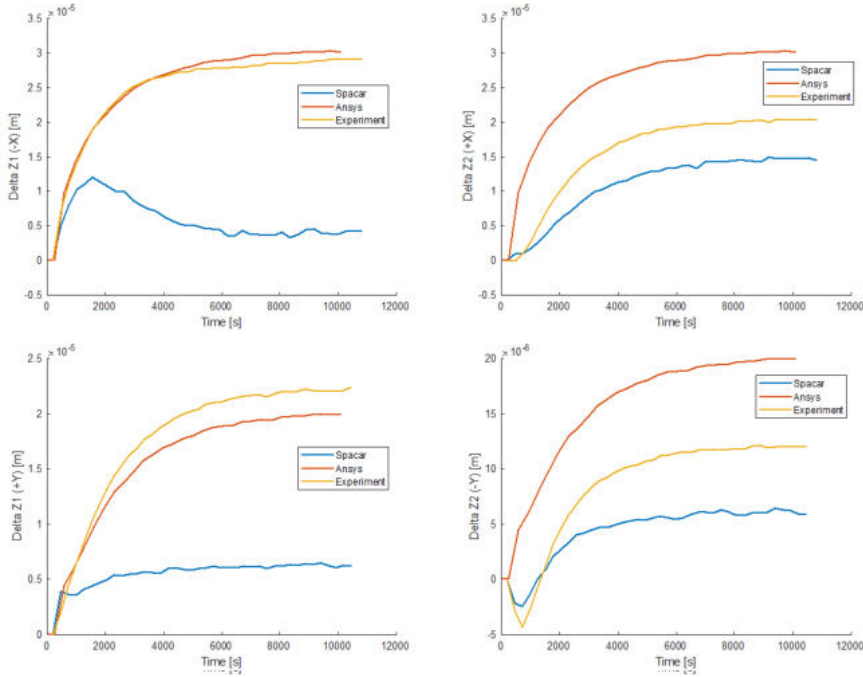 ×10⁻⁵
3.5
3
2.5
2
1.5
1
0.5
0
-0.5
Delta Z1 (-X) [m]
Spacar
Ansys
Experiment
0 2000 4000 6000 8000 10000 12000
Time [s]
×10⁻⁵
3.5
3
2.5
2
1.5
1
0.5
0
-0.5
Delta Z2 (+X) [m]
Spacar
Ansys
Experiment
0 2000 4000 6000 8000 10000 12000
Time [s]
×10⁻⁵
2.5
2
1.5
1
0.5
0
Delta Z1 (+Y) [m]
Spacar
Ansys
Experiment
0 2000 4000 6000 8000 10000 12000
Time [s]
×10⁻⁶
20
15
10
5
0
-5
Delta Z2 (-Y) [m]
Spacar
Ansys
Experiment
0 2000 4000 6000 8000 10000 12000
Time [s]